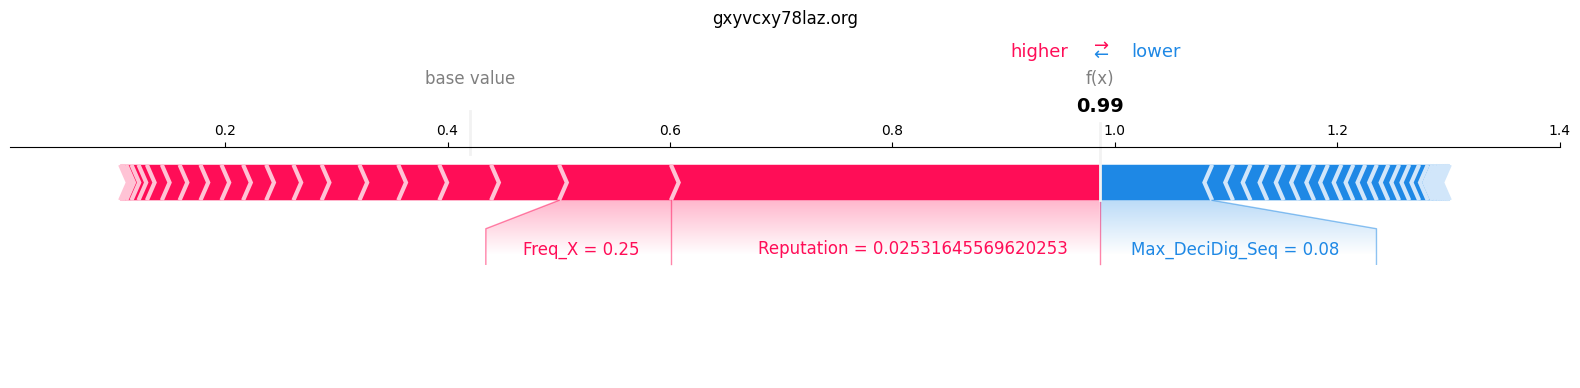 gxyvcxy78laz.org
higher ⇄ lower
base value f(x)
0.99
0.2 0.4 0.6 0.8 1.0 1.2 1.4
Freq_X = 0.25 Reputation = 0.02531645569620253 Max_DeciDig_Seq = 0.08